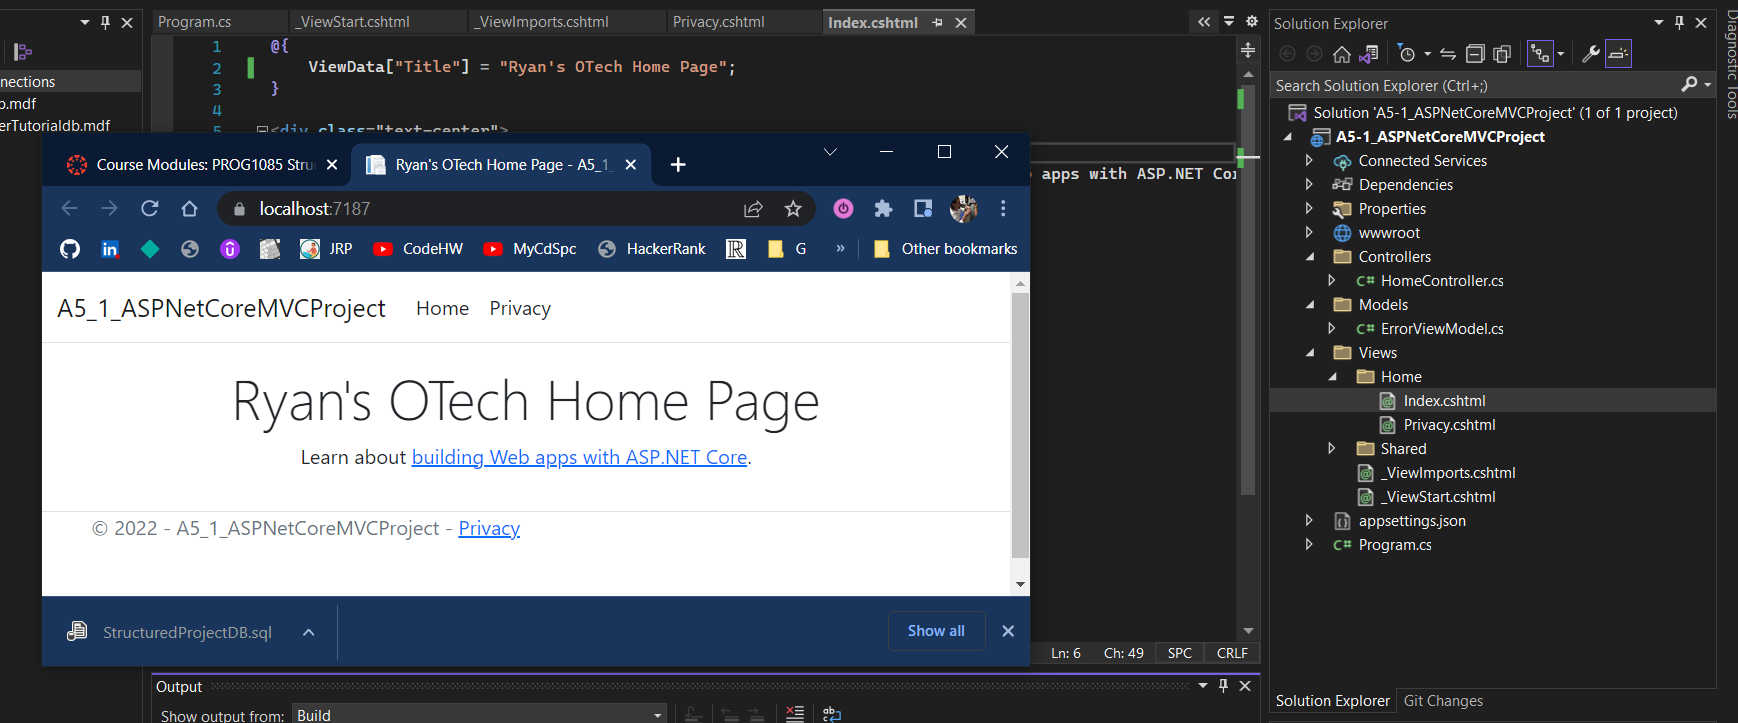 Program.cs
_ViewStart.cshtml
_ViewImports.cshtml
Privacy.cshtml
Index.cshtml
nections
b.mdf
erTutorialdb.mdf
1 @{
2 ViewData["Title"] = "Ryan's OTech Home Page";
3 }
4
5 <div class="text-center">
apps with ASP.NET Cor
Course Modules: PROG1085 Stru
Ryan's OTech Home Page - A5_1_
localhost:7187
JRP
CodeHW
MyCdSpc
HackerRank
R
G
»
Other bookmarks
A5_1_ASPNetCoreMVCProject Home Privacy
Ryan's OTech Home Page
Learn about building Web apps with ASP.NET Core.
© 2022 - A5_1_ASPNetCoreMVCProject - Privacy
StructuredProjectDB.sql
Show all
Ln: 6 Ch: 49 SPC CRLF
Output
Show output from: Build
Solution Explorer
Search Solution Explorer (Ctrl+;)
Solution 'A5-1_ASPNetCoreMVCProject' (1 of 1 project)
A5-1_ASPNetCoreMVCProject
Connected Services
Dependencies
Properties
wwwroot
Controllers
C# HomeController.cs
Models
C# ErrorViewModel.cs
Views
Home
Index.cshtml
Privacy.cshtml
Shared
_ViewImports.cshtml
_ViewStart.cshtml
appsettings.json
C# Program.cs
Solution Explorer Git Changes
Diagnostic Tools